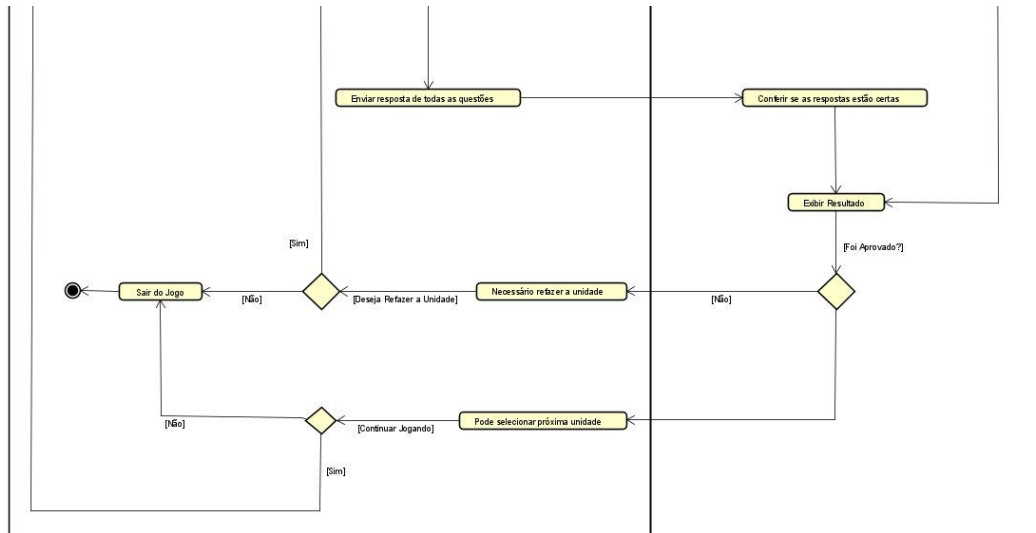 Enviar resposta de todas as questões
Conferir se as respostas estão certas
Exibir Resultado
[Sim]
[Foi Aprovado?]
Sair do Jogo
[Não]
[Deseja Refazer a Unidade]
Necessário refazer a unidade
[Não]
[Não]
[Continuar Jogando]
Pode selecionar próxima unidade
[Sim]